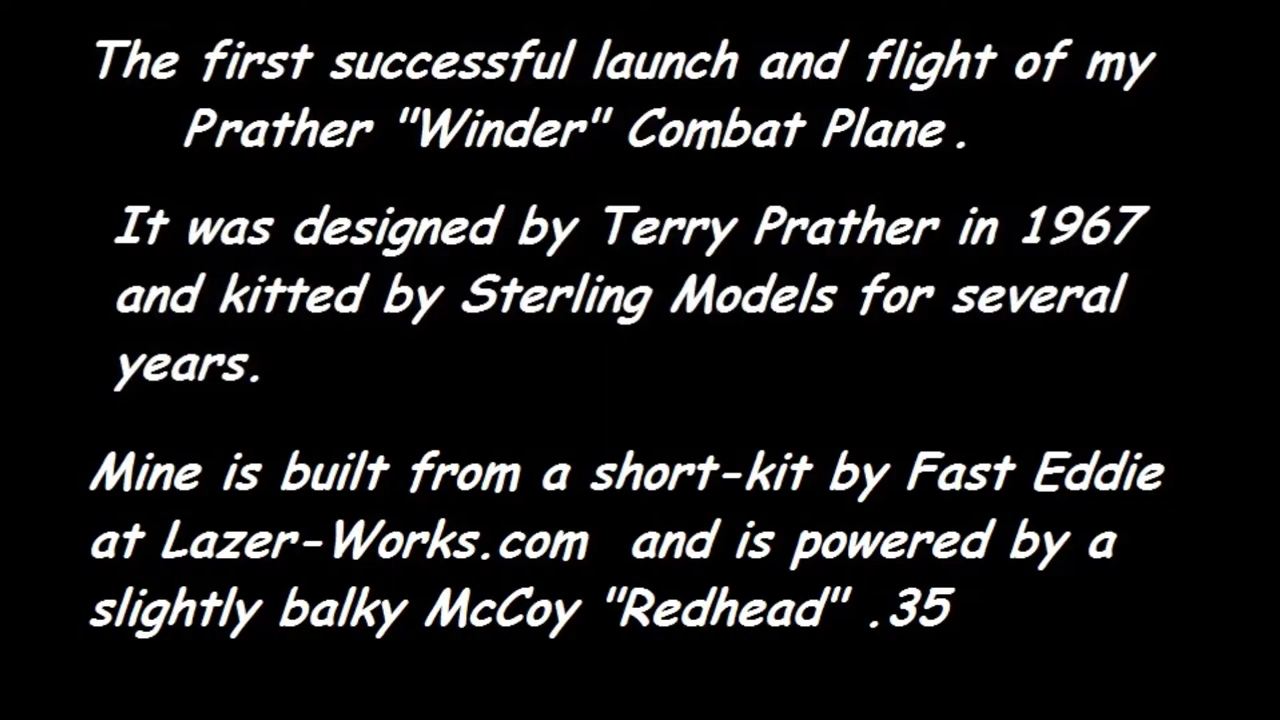 The first successful launch and flight of my
Prather "Winder" Combat Plane.
It was designed by Terry Prather in 1967
and kitted by Sterling Models for several
years.
Mine is built from a short-kit by Fast Eddie
at Lazer-Works.com and is powered by a
slightly balky McCoy "Redhead" .35